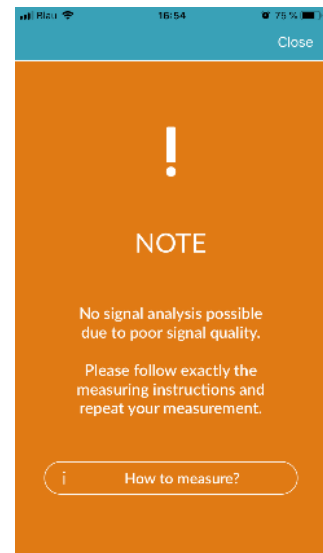 Blau 16:54 75 %
Close
!
NOTE
No signal analysis possible
due to poor signal quality.
Please follow exactly the
measuring instructions and
repeat your measurement.
i How to measure?